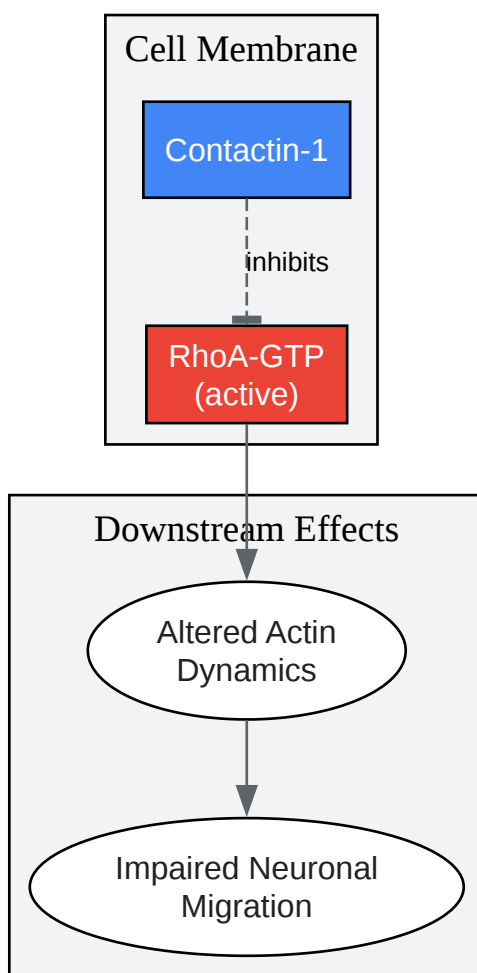 Cell Membrane
Contactin-1
inhibits
RhoA-GTP
(active)
Downstream Effects
Altered Actin
Dynamics
Impaired Neuronal
Migration